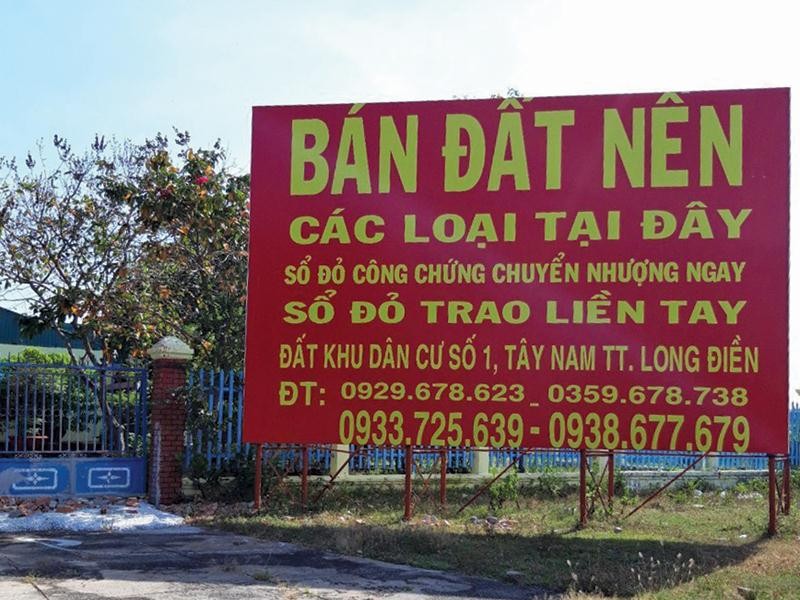 BÁN ĐẤT NÊN
CÁC LOẠI TẠI ĐÂY
SỔ ĐỎ CÔNG CHỨNG CHUYỂN NHƯỢNG NGAY
SỔ ĐỎ TRAO LIỀN TAY
ĐẤT KHU DÂN CƯ SỐ 1, TÂY NAM TT. LONG ĐIỀN
ĐT: 0929.678.623 - 0359.678.738
0933.725.639 - 0938.677.679